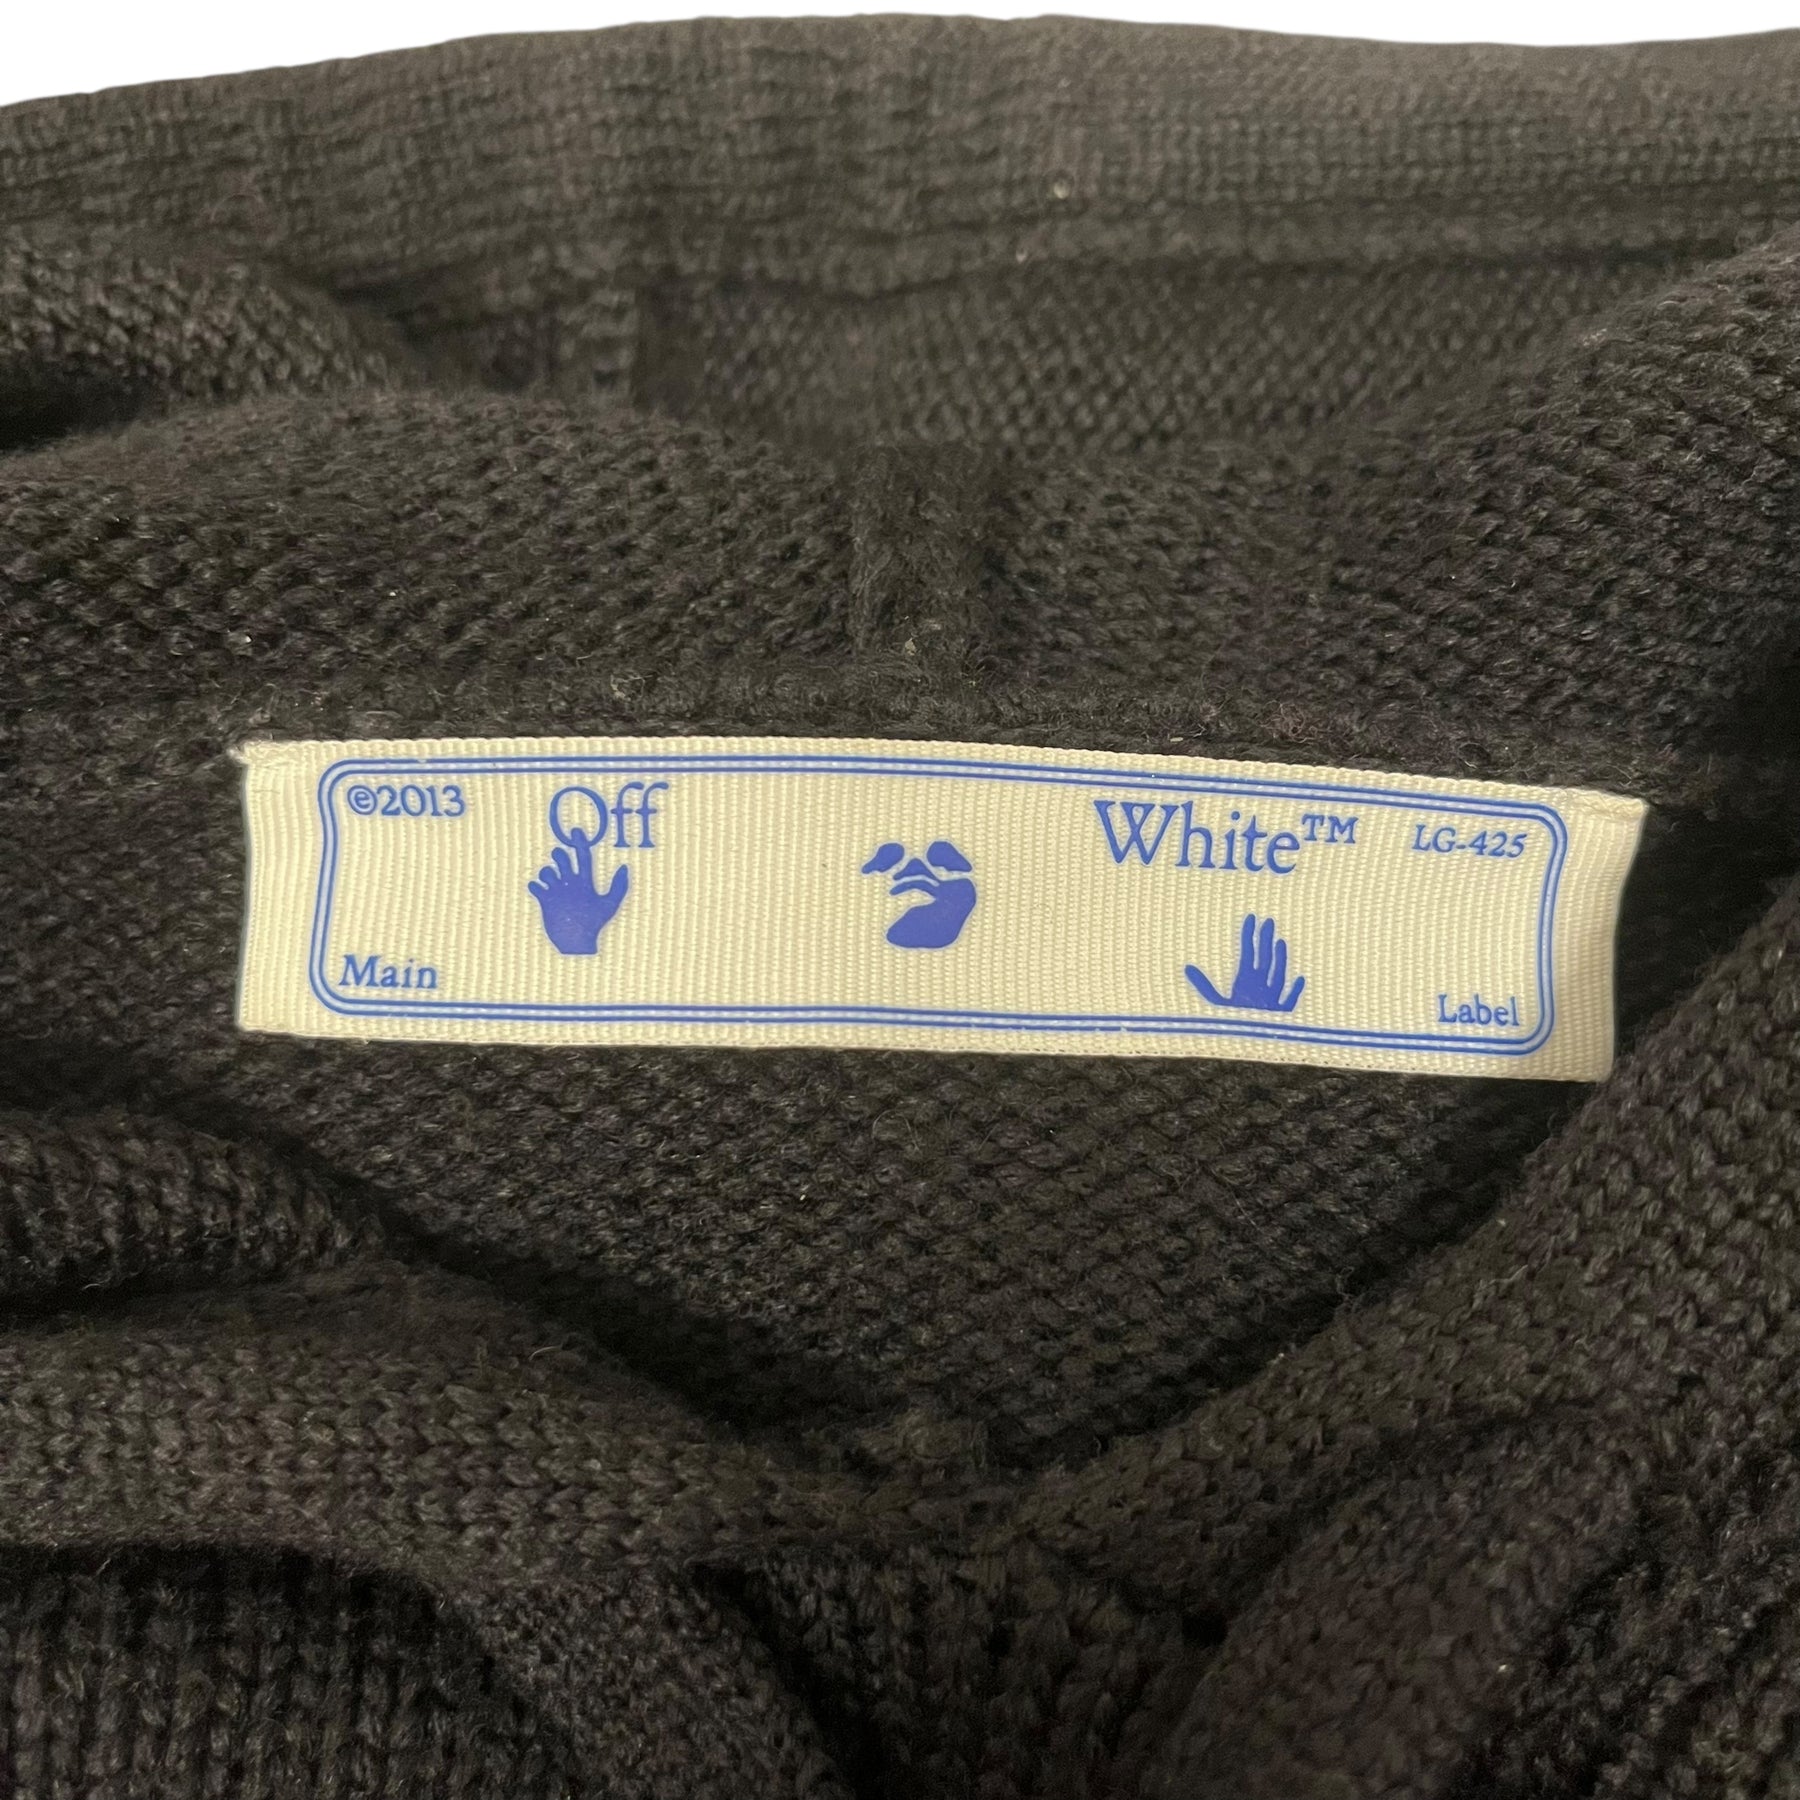 ©2013
Off
White™
LG-425
Main
Label